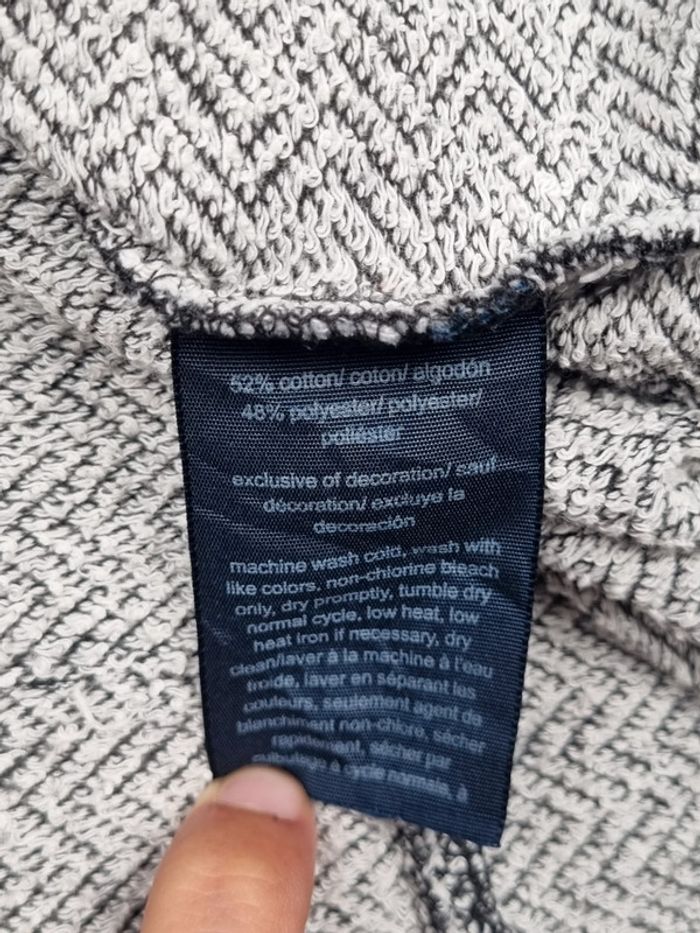 52% cotton/ coton/ algodón
48% polyester/ polyester/
poliéster
exclusive of decoration/ sauf
décoration/ excluye la
decoración
machine wash cold, wash with
like colors, non-chlorine bleach
only, dry promptly, tumble dry
normal cycle, low heat, low
heat iron if necessary, dry
clean/laver à la machine à l'eau
froide, laver en séparant les
couleurs, seulement agent de
blanchiment non-chlore, sécher
rapidement, sécher par
culbutage à cycle normale, à